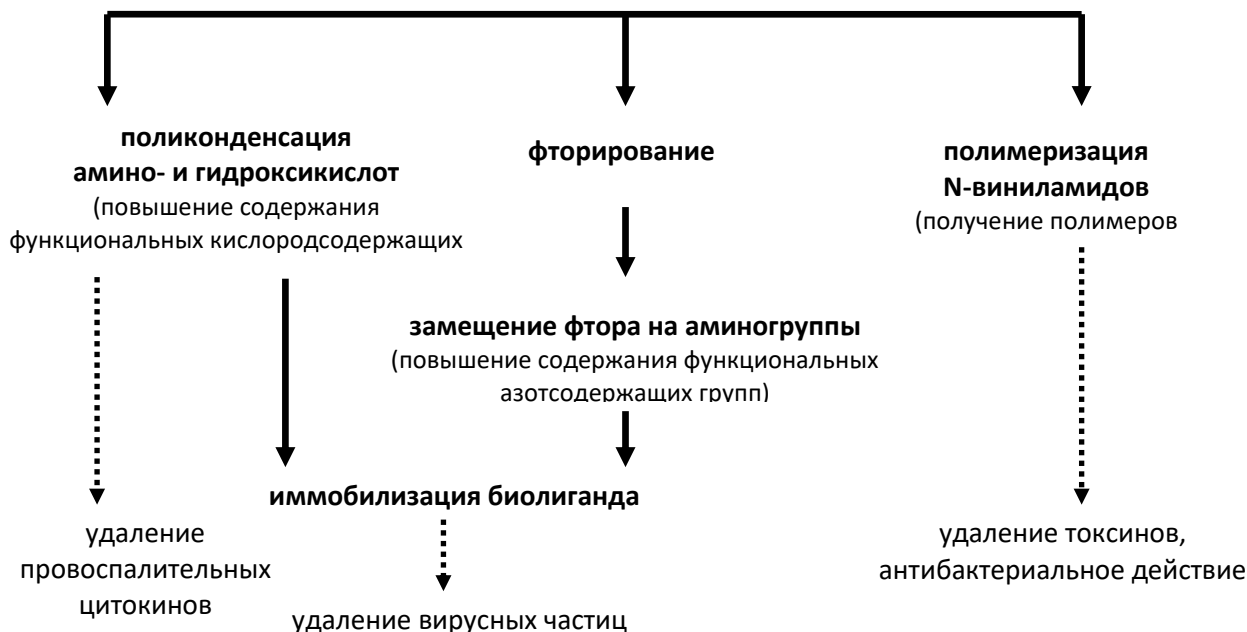 поликонденсация
амино- и гидроксикислот
(повышение содержания
функциональных кислородсодержащих
фторирование
полимеризация
N-виниламидов
(получение полимеров
замещение фтора на аминогруппы
(повышение содержания функциональных
азотсодержащих групп)
иммобилизация биолиганда
удаление
провоспалительных
цитокинов
удаление вирусных частиц
удаление токсинов,
антибактериальное действие